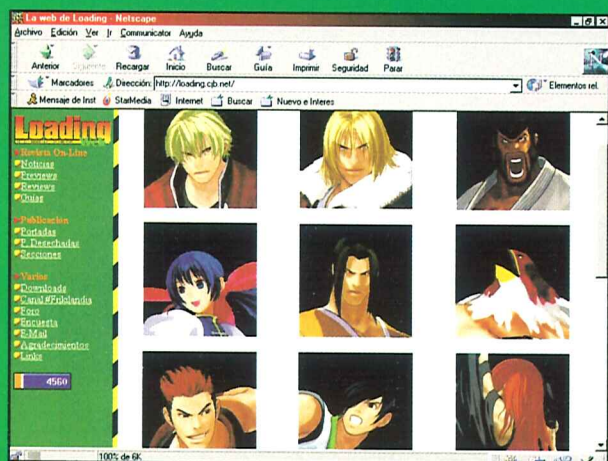 La web de Loading - Netscape
Archivo Edición Ver Ir Communicator Ayuda
Anterior Siguiente Recargar Inicio Buscar Guía Imprimir Seguridad Parar
Marcadores Dirección: http://loading.cjb.net/ Elementos rel.
Mensaje de Inst StarMedia Internet Buscar Nuevo e Interes
Loading
Revista On-Line
Noticias
Previews
Reviews
Guias
Publicación
Portadas
P. Desechadas
Secciones
Varios
Downloads
Canal #Frikilandia
Foro
Encuesta
E-Mail
Agradecimientos
Links
4560
100% de 6K